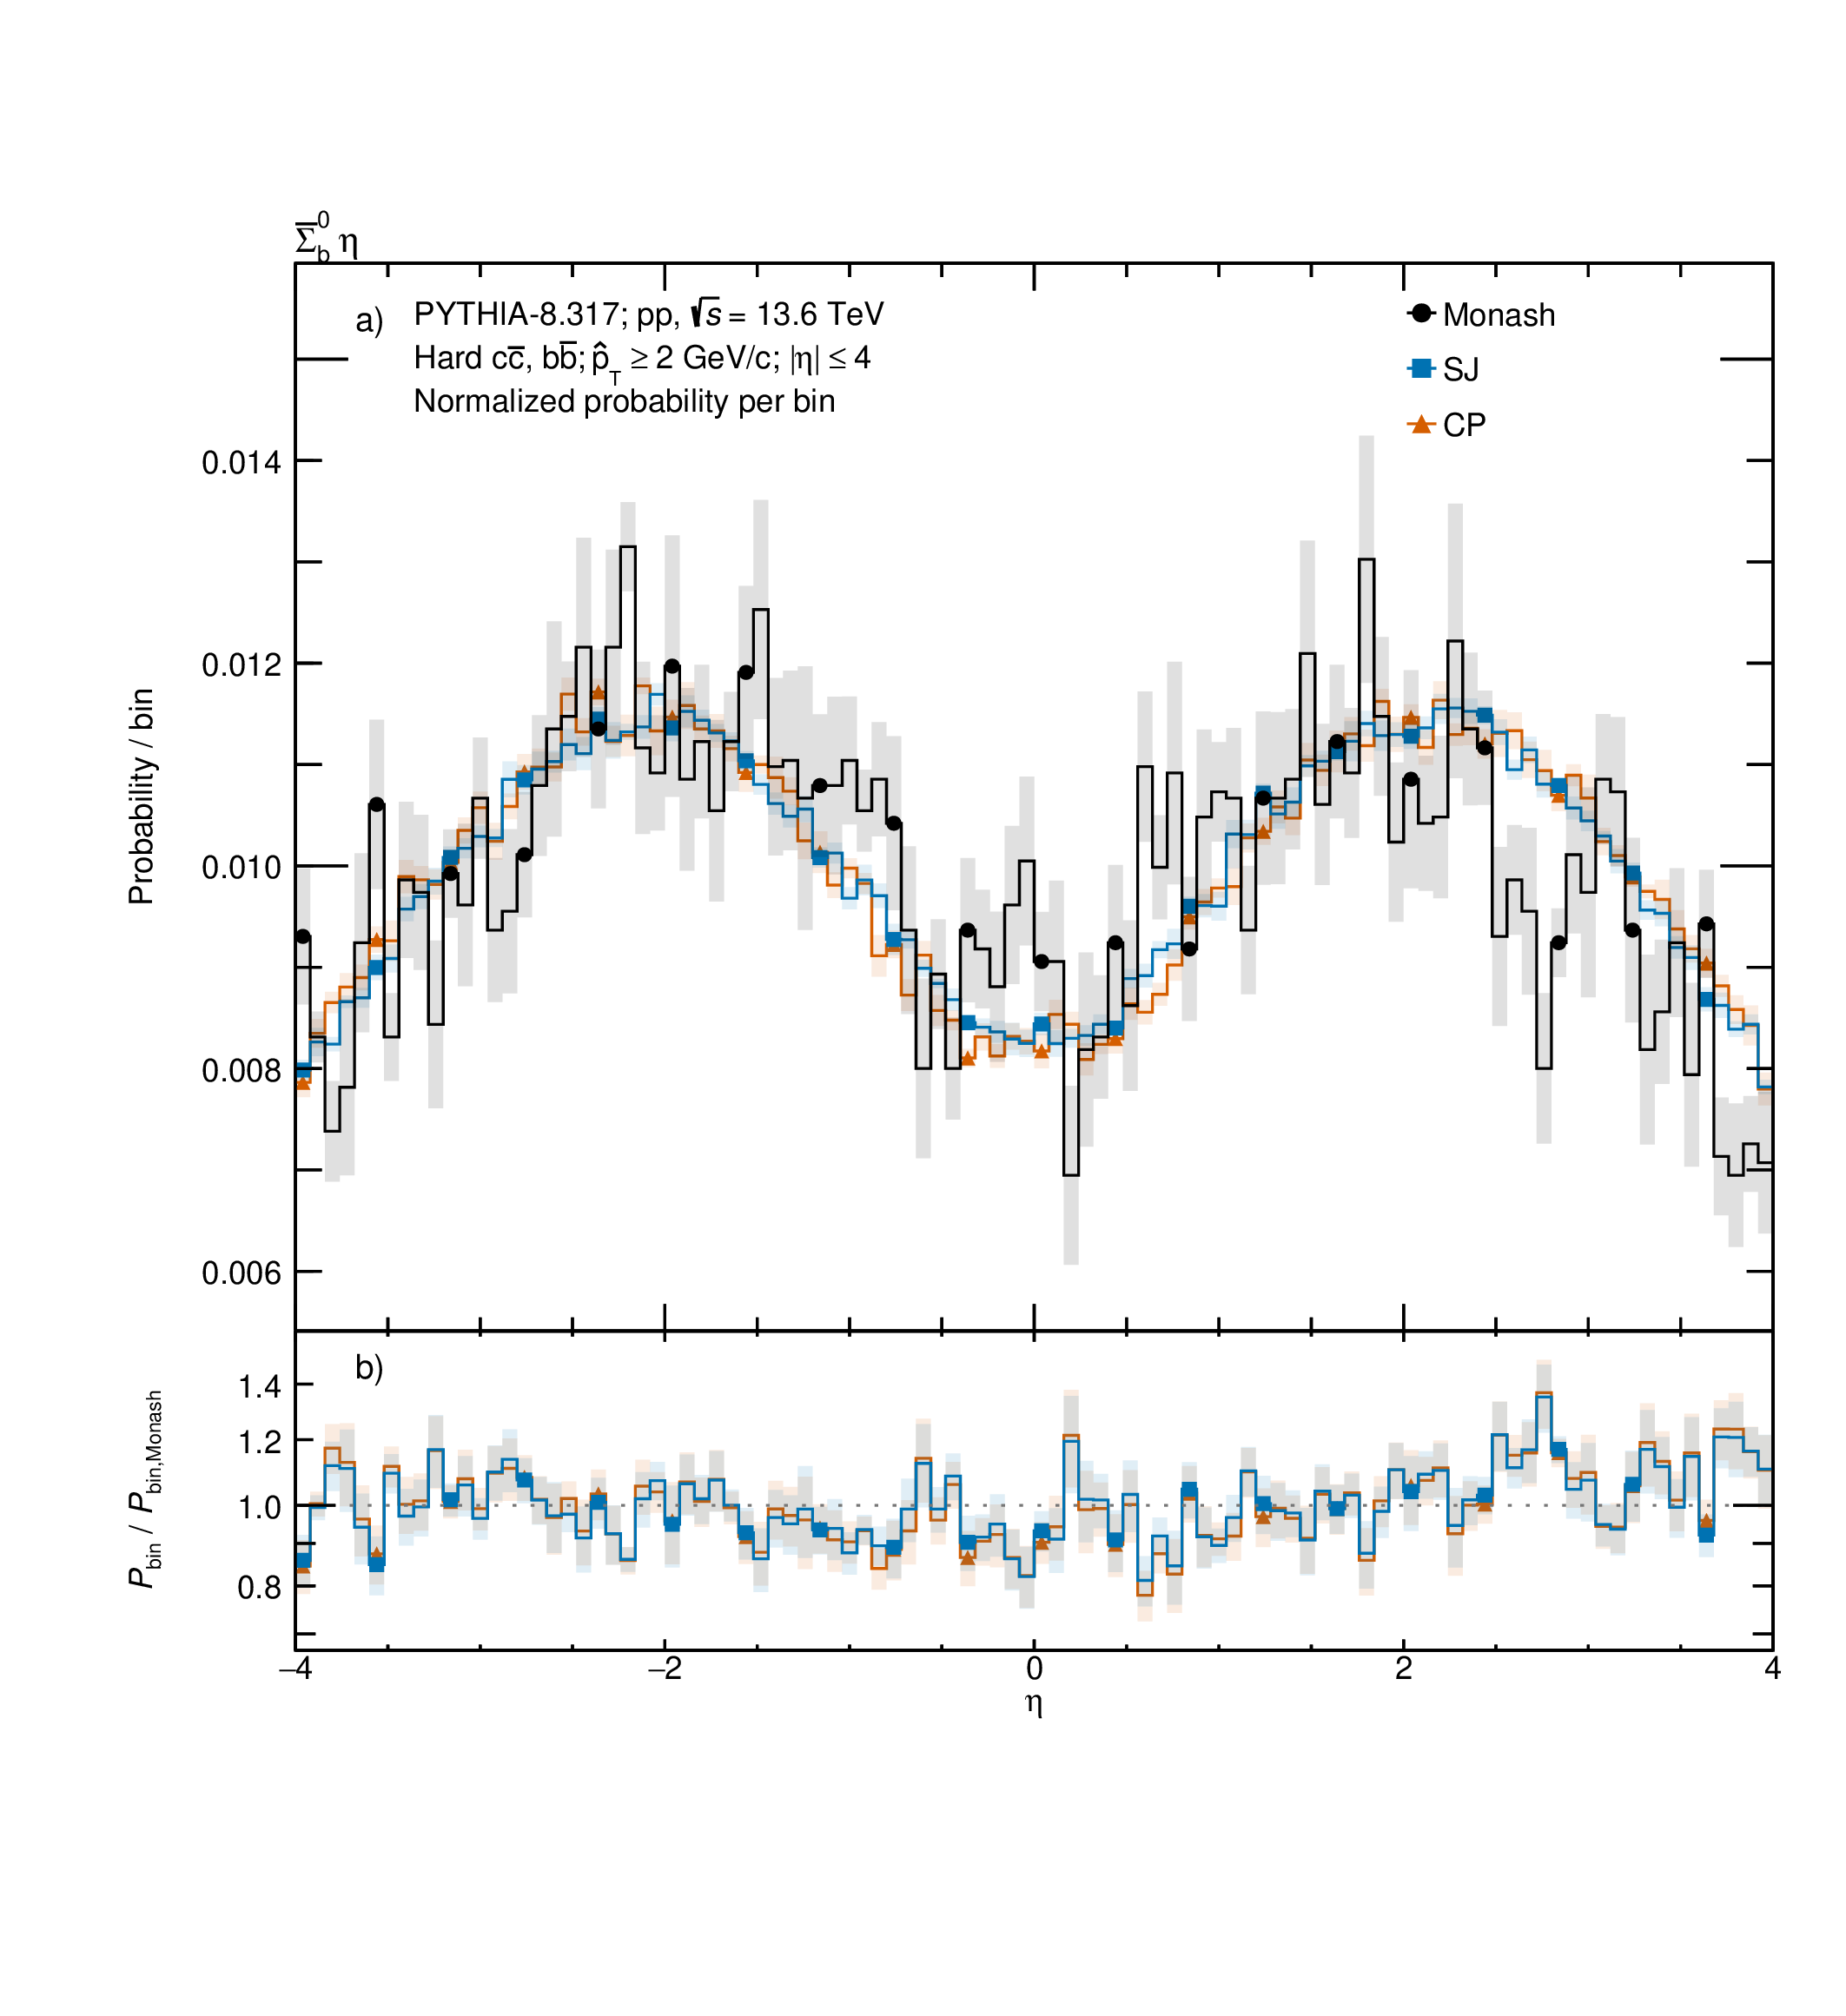 Σ̅⁰_b η
a) PYTHIA-8.317; pp, √s = 13.6 TeV
Hard cc̅, bb̅; p̂_T ≥ 2 GeV/c; |η| ≤ 4
Normalized probability per bin
Monash
SJ
CP
Probability / bin
0.014
0.012
0.010
0.008
0.006
b)
P_bin / P_bin,Monash
1.4
1.2
1.0
0.8
−4
−2
0
2
4
η